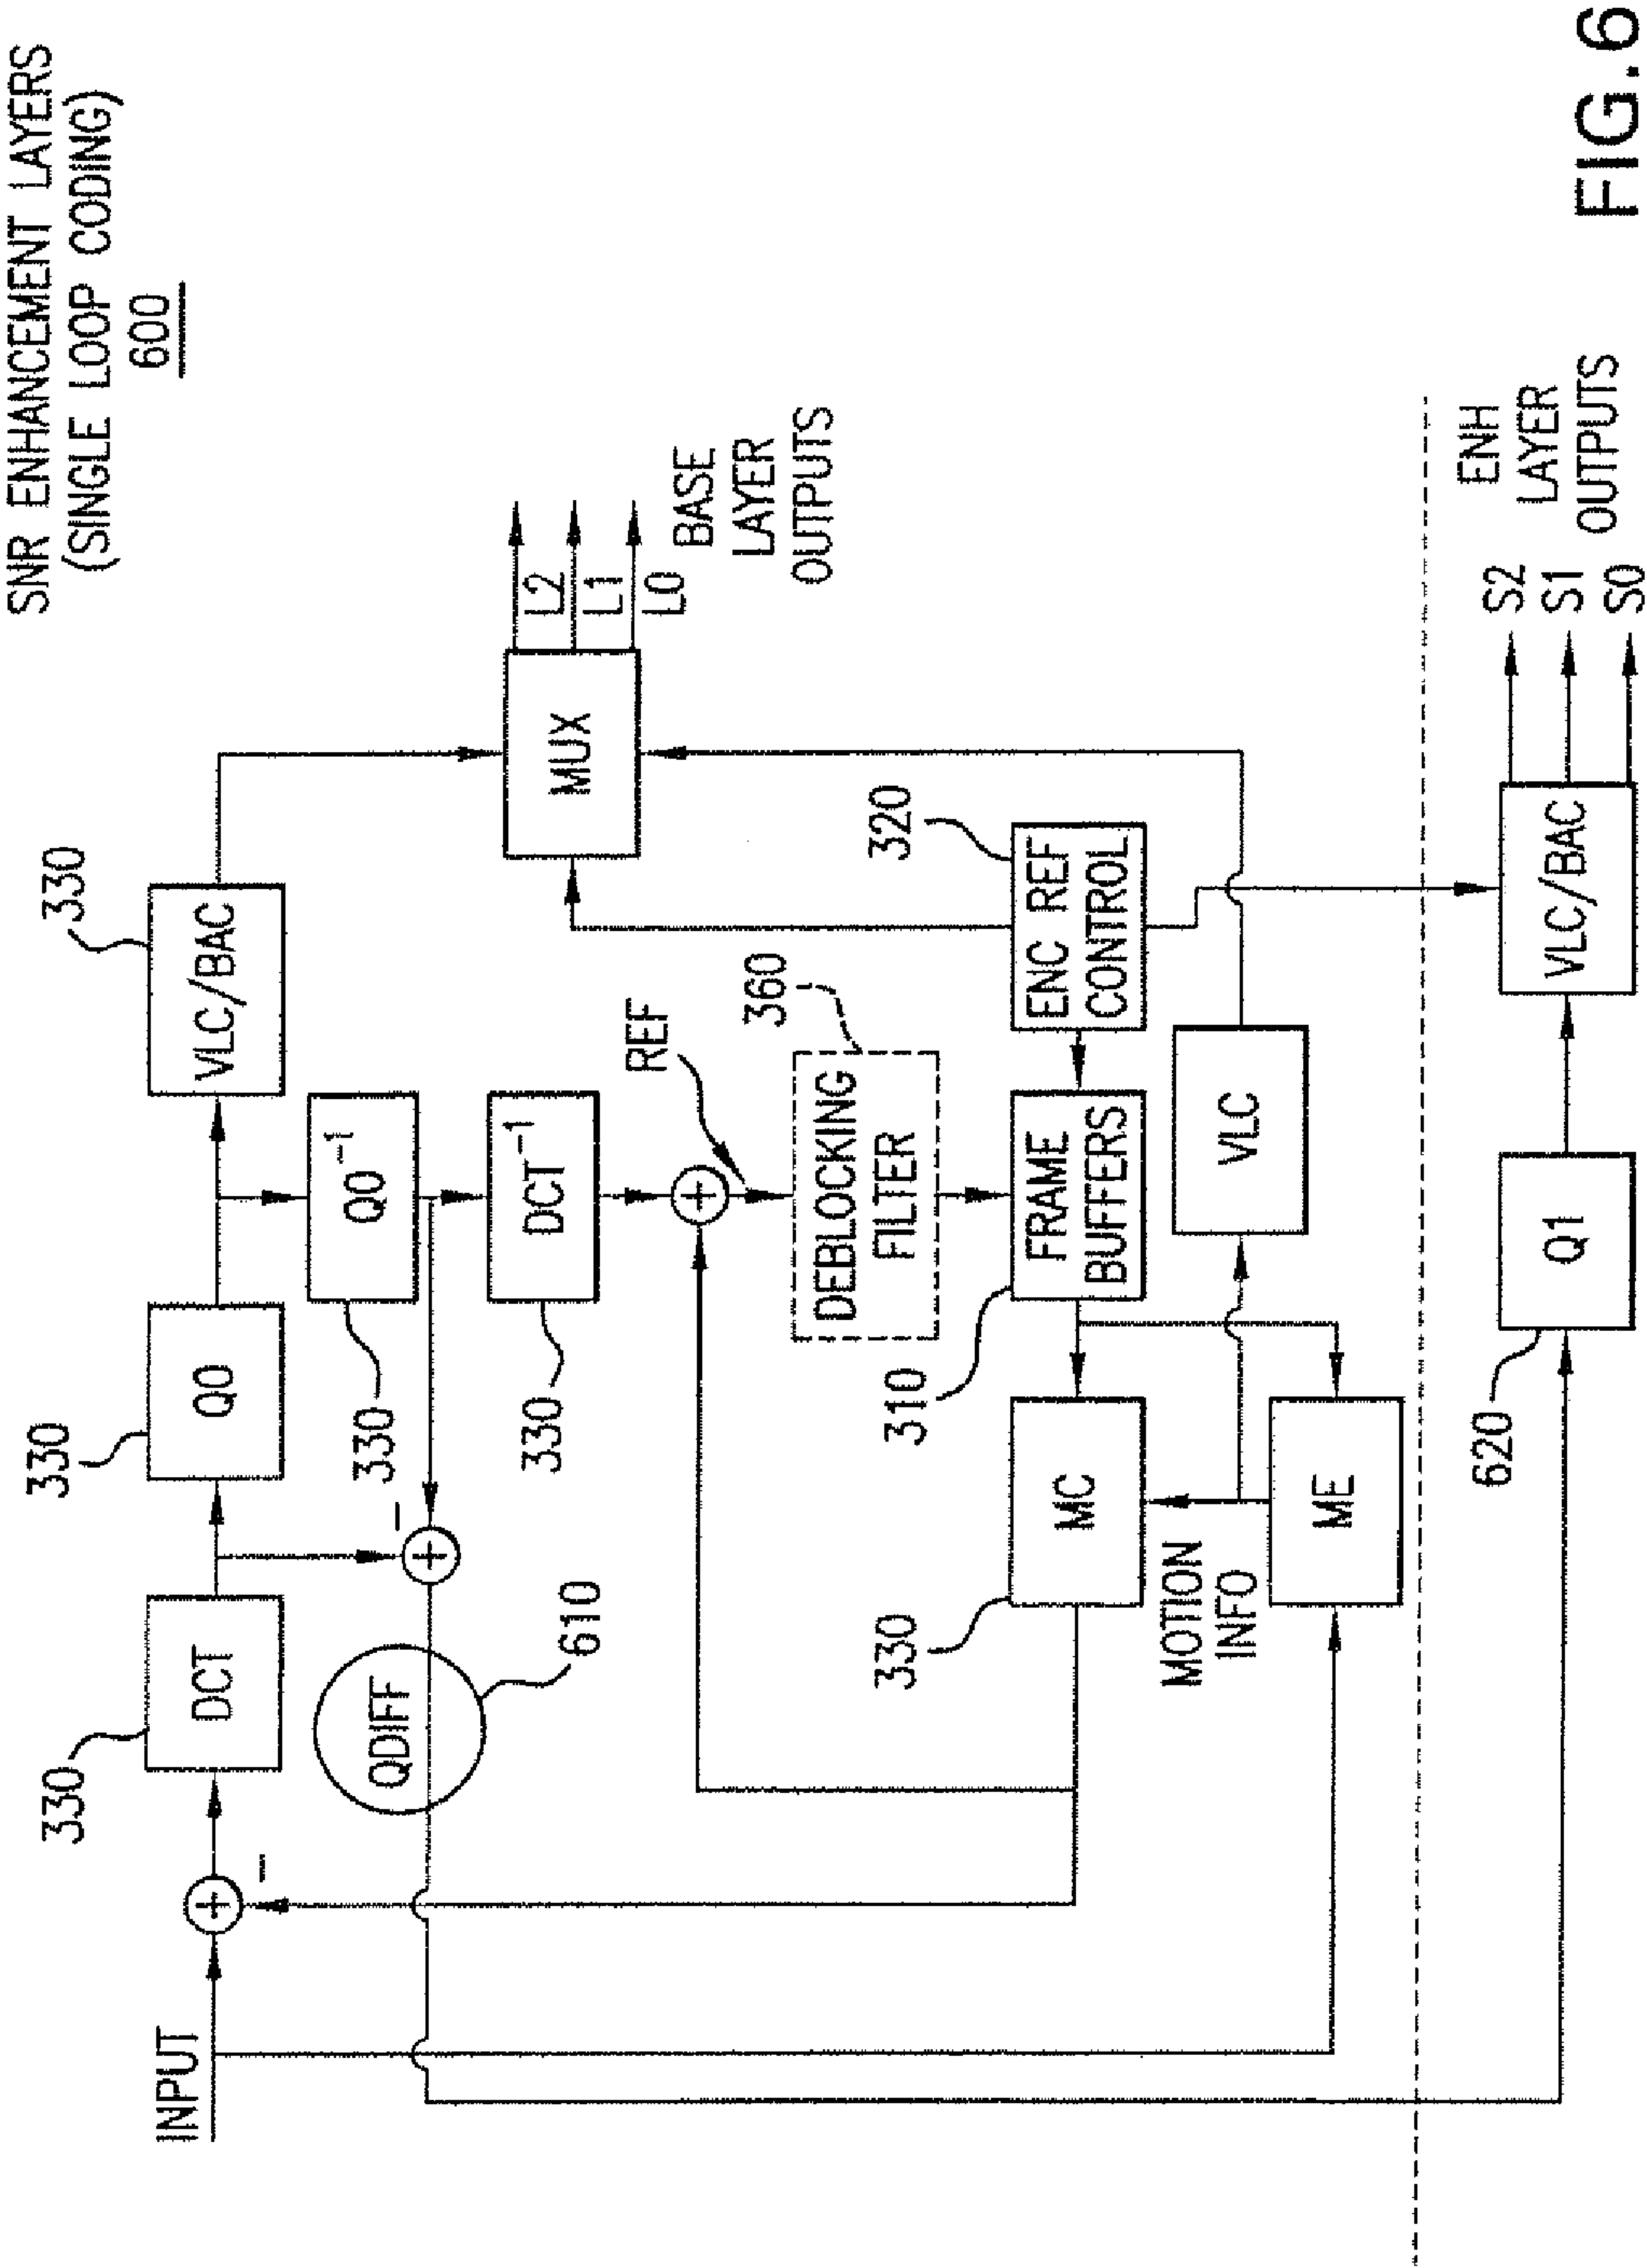 SNR ENHANCEMENT LAYERS
(SINGLE LOOP CODING)
600
330
330
330
INPUT
DCT
Q0
VLC/BAC
-
-
QDIFF
610
330
Q0⁻¹
330
DCT⁻¹
MUX
L2
L1
L0
BASE
LAYER
OUTPUTS
REF
360
DEBLOCKING
FILTER
320
330
MC
310
FRAME
BUFFERS
ENC REF
CONTROL
MOTION
INFO
VLC
ME
ENH
LAYER
OUTPUTS
620
Q1
VLC/BAC
S2
S1
S0
FIG.6